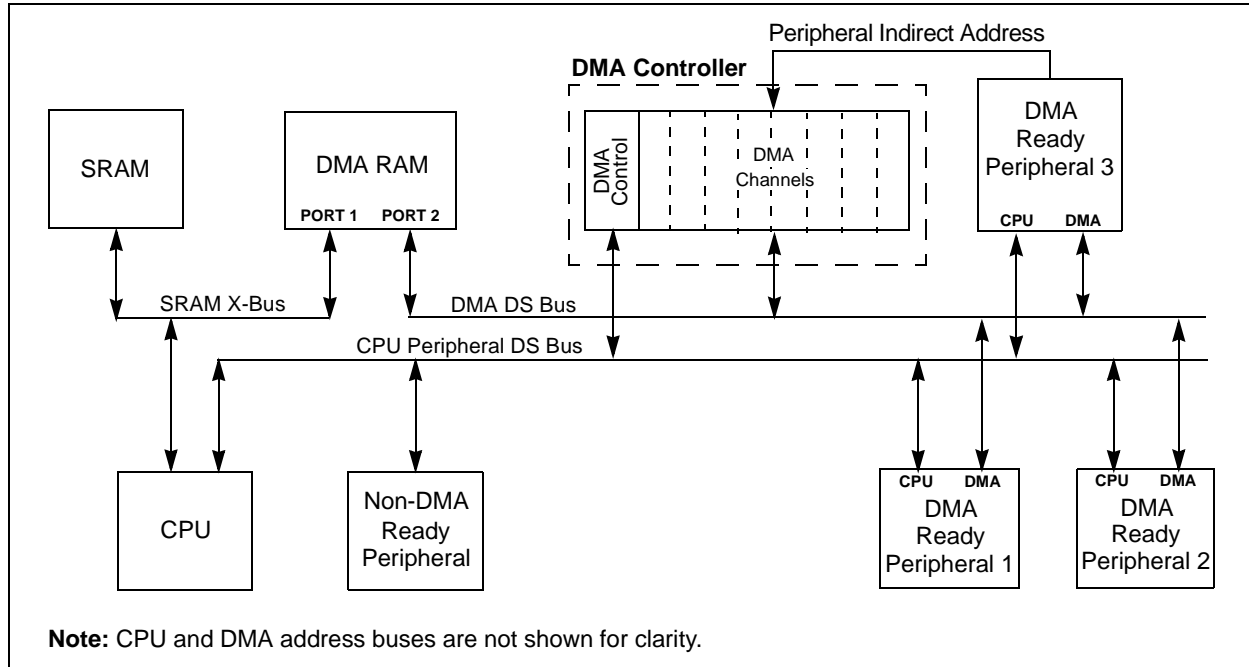 Peripheral Indirect Address
DMA Controller
SRAM
DMA RAM
PORT 1 PORT 2
DMA
Control
DMA
Channels
DMA
Ready
Peripheral 3
CPU DMA
SRAM X-Bus
DMA DS Bus
CPU Peripheral DS Bus
CPU
Non-DMA
Ready
Peripheral
CPU DMA
DMA
Ready
Peripheral 1
CPU DMA
DMA
Ready
Peripheral 2
Note: CPU and DMA address buses are not shown for clarity.